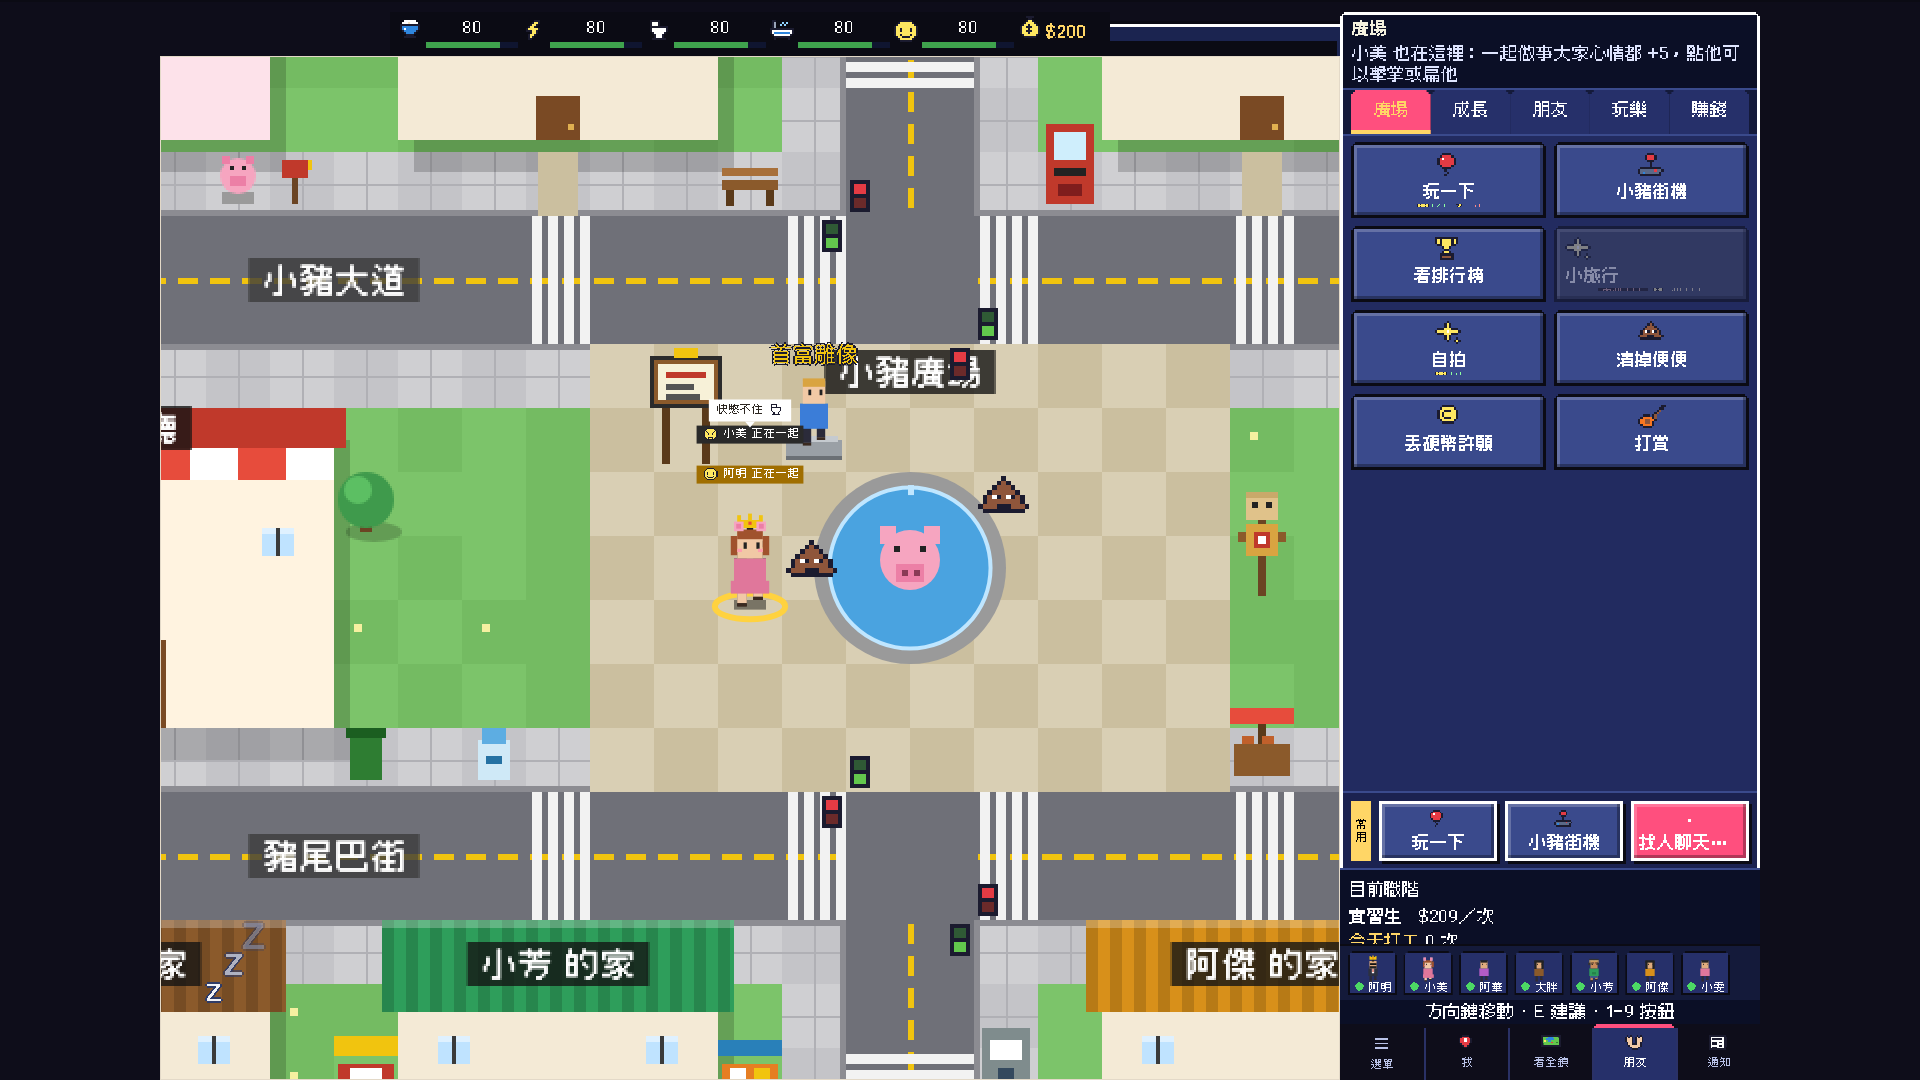 80
80
80
80
80
$200
廣場
小美 也在這裡：一起做事大家心情都 +5，點他可
以擊掌或扁他
廣場
成長
朋友
玩樂
賺錢
玩一下
小豬街機
看排行榜
小旅行
自拍
清掉便便
丟硬幣許願
打賞
小豬大道
首富雕像
小豬廣場
快憋不住
小美 正在一起
阿明 正在一起
豬尾巴街
常用
玩一下
小豬街機
找人聊天⋯
目前職階
實習生 $209／次
今天打工 0 次
家
小芳 的家
阿傑 的家
z
Z
Z
阿明
小美
阿華
大胖
小芳
阿傑
小雯
方向鍵移動 · E 建議 · 1-9 按鈕
選單
我
看全鎮
朋友
通知